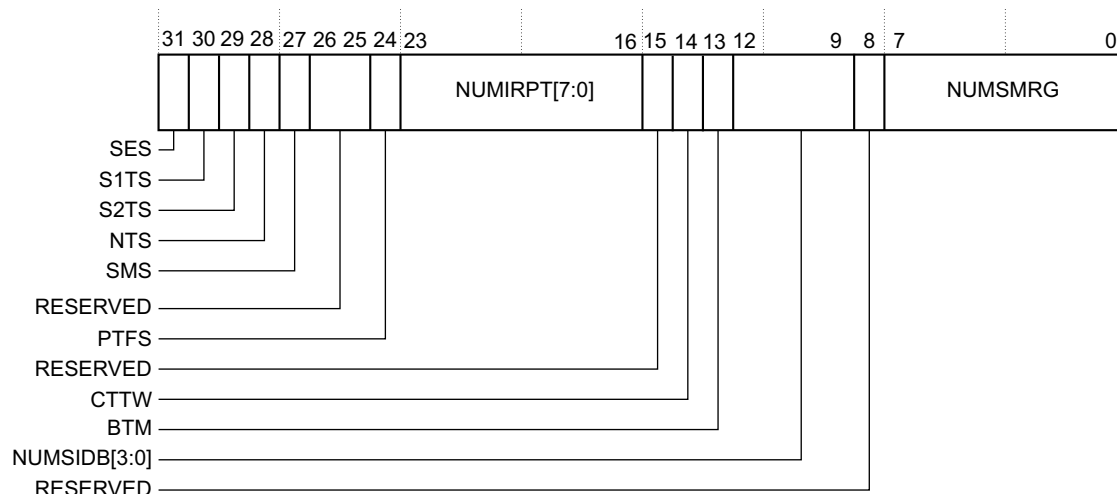 31 30 29 28 27 26 25 24 23 16 15 14 13 12 9 8 7 0
NUMIRPT[7:0] NUMSMRG
SES
S1TS
S2TS
NTS
SMS
RESERVED
PTFS
RESERVED
CTTW
BTM
NUMSIDB[3:0]
RESERVED